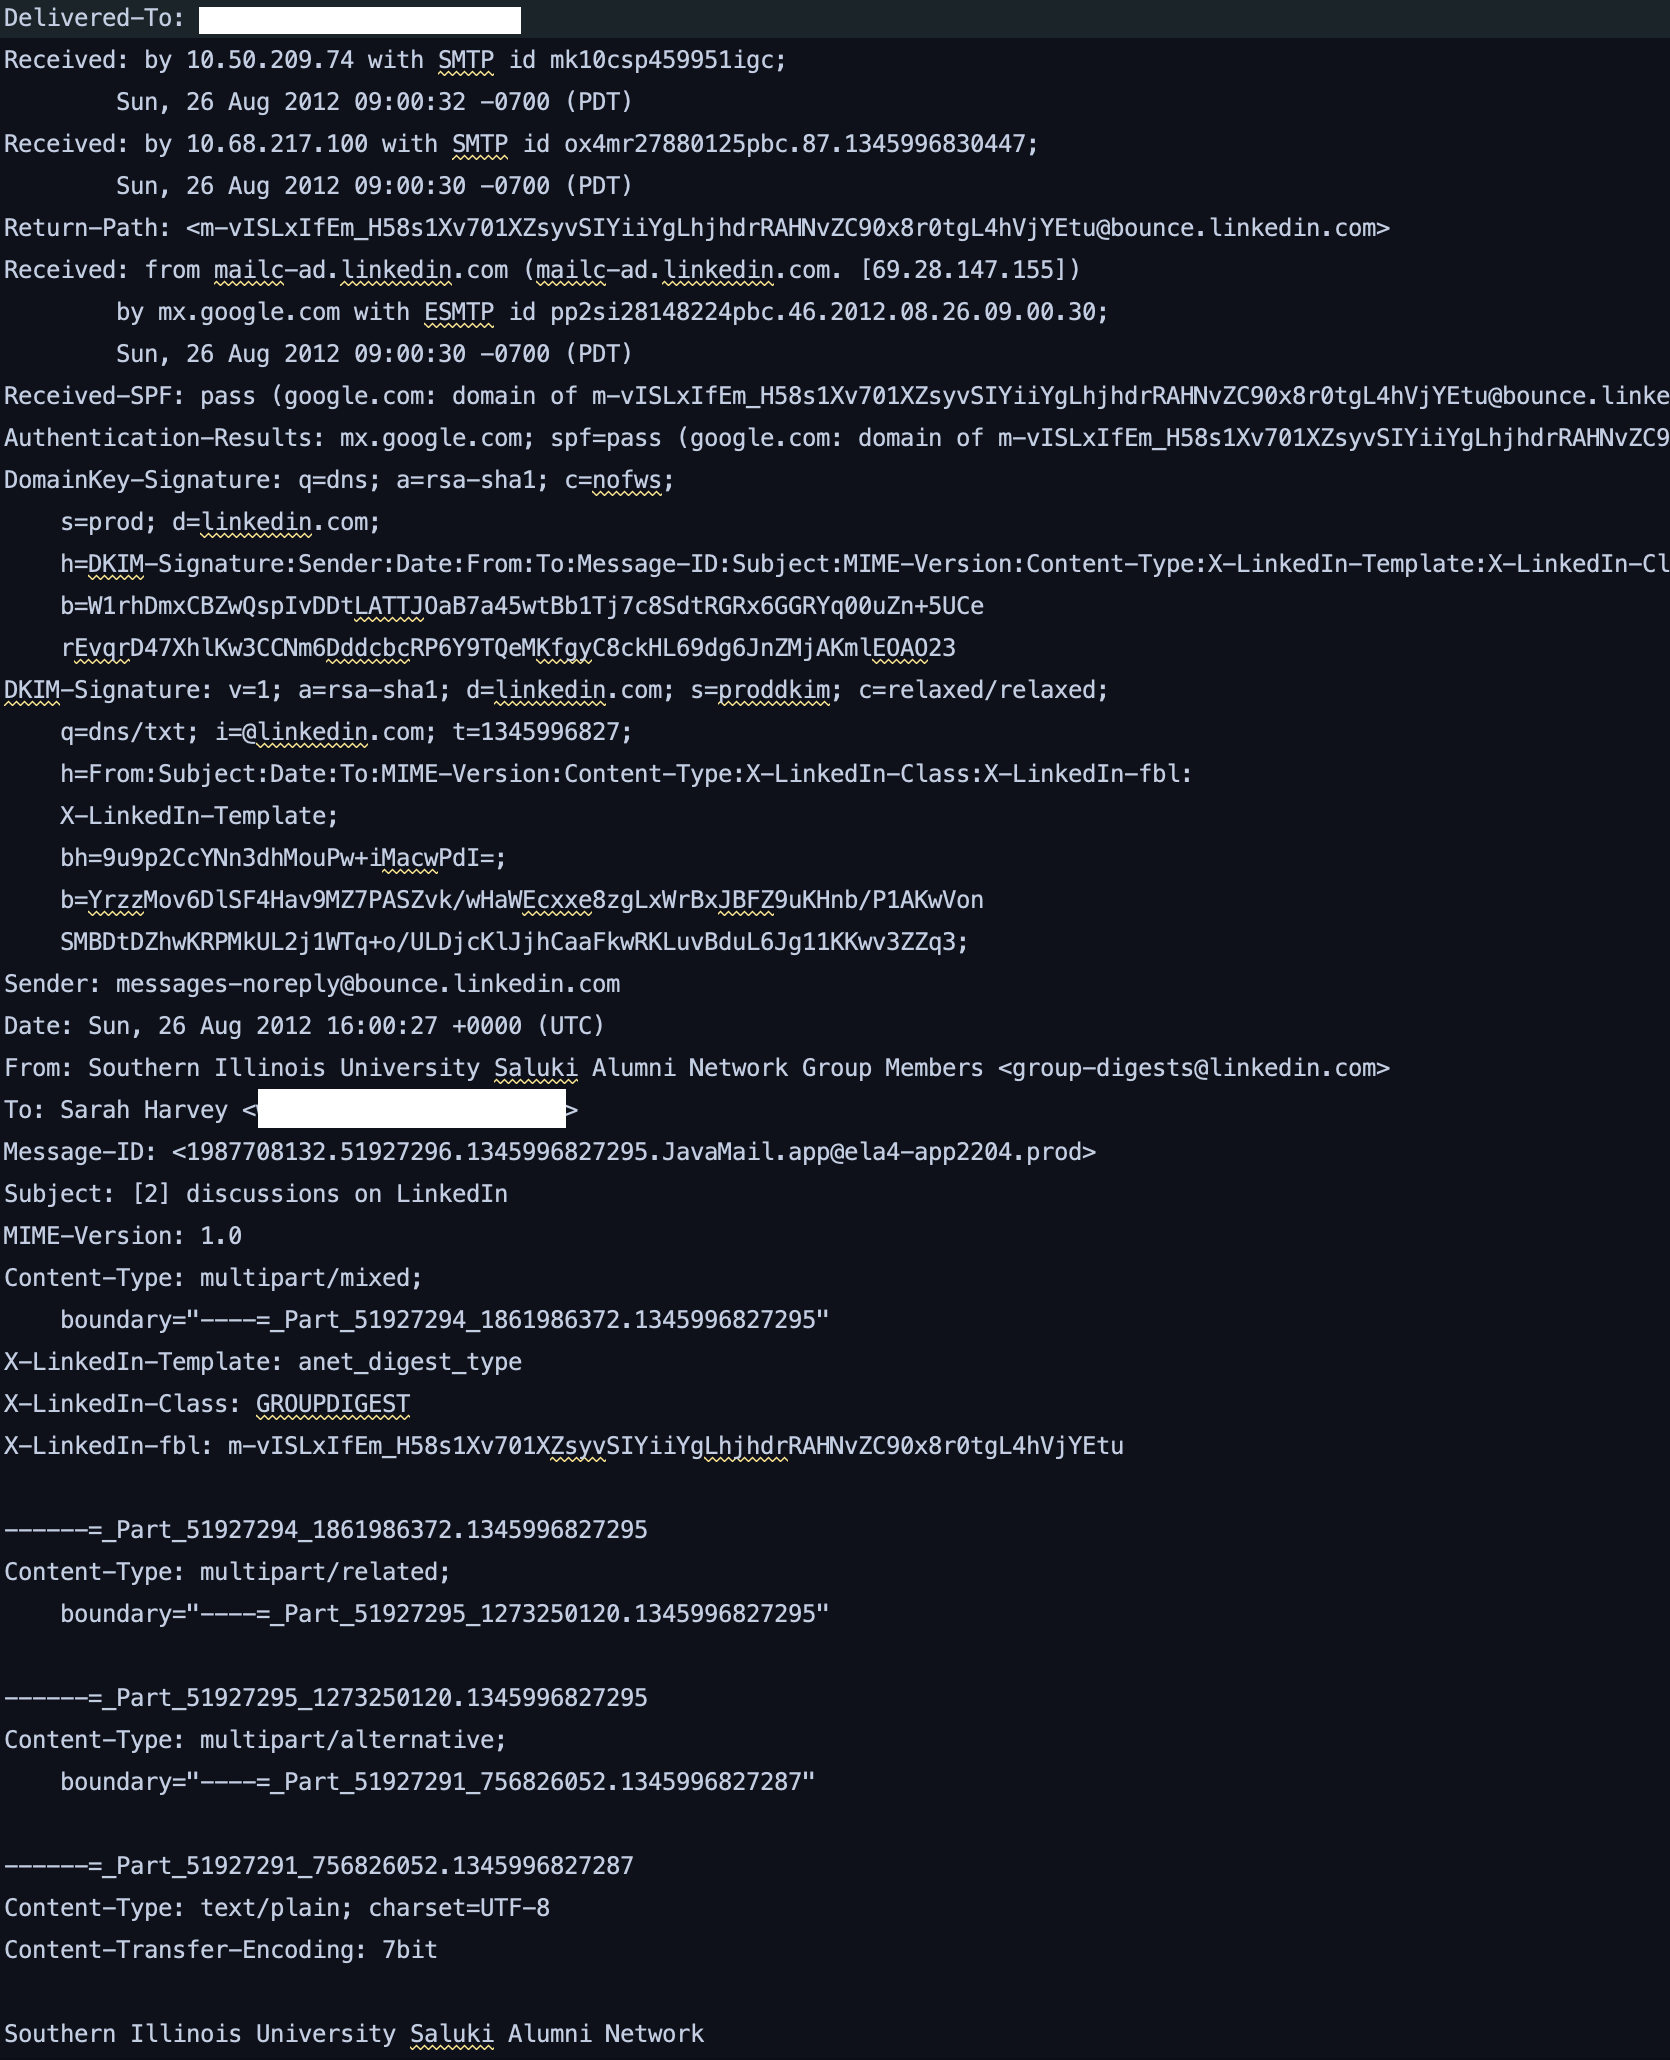 Delivered-To:
Received: by 10.50.209.74 with SMTP id mk10csp459951igc;
Sun, 26 Aug 2012 09:00:32 -0700 (PDT)
Received: by 10.68.217.100 with SMTP id ox4mr27880125pbc.87.1345996830447;
Sun, 26 Aug 2012 09:00:30 -0700 (PDT)
Return-Path: <m-vISLxIfEm_H58s1Xv701XZsyvSIYiiYgLhjhdrRAHNvZC90x8r0tgL4hVjYEtu@bounce.linkedin.com>
Received: from mailc-ad.linkedin.com (mailc-ad.linkedin.com. [69.28.147.155])
by mx.google.com with ESMTP id pp2si28148224pbc.46.2012.08.26.09.00.30;
Sun, 26 Aug 2012 09:00:30 -0700 (PDT)
Received-SPF: pass (google.com: domain of m-vISLxIfEm_H58s1Xv701XZsyvSIYiiYgLhjhdrRAHNvZC90x8r0tgL4hVjYEtu@bounce.linke
Authentication-Results: mx.google.com; spf=pass (google.com: domain of m-vISLxIfEm_H58s1Xv701XZsyvSIYiiYgLhjhdrRAHNvZC9
DomainKey-Signature: q=dns; a=rsa-sha1; c=nofws;
s=prod; d=linkedin.com;
h=DKIM-Signature:Sender:Date:From:To:Message-ID:Subject:MIME-Version:Content-Type:X-LinkedIn-Template:X-LinkedIn-Cl
b=W1rhDmxCBZwQspIvDDtLATTJOaB7a45wtBb1Tj7c8SdtRGRx6GGRYq00uZn+5UCe
rEvqrD47XhlKw3CCNm6DddcbcRP6Y9TQeMKfgyC8ckHL69dg6JnZMjAKmlEOAO23
DKIM-Signature: v=1; a=rsa-sha1; d=linkedin.com; s=proddkim; c=relaxed/relaxed;
q=dns/txt; i=@linkedin.com; t=1345996827;
h=From:Subject:Date:To:MIME-Version:Content-Type:X-LinkedIn-Class:X-LinkedIn-fbl:
X-LinkedIn-Template;
bh=9u9p2CcYNn3dhMouPw+iMacwPdI=;
b=YrzzMov6DlSF4Hav9MZ7PASZvk/wHaWEcxxe8zgLxWrBxJBFZ9uKHnb/P1AKwVon
SMBDtDZhwKRPMkUL2j1WTq+o/ULDjcKlJjhCaaFkwRKLuvBduL6Jg11KKwv3ZZq3;
Sender: messages-noreply@bounce.linkedin.com
Date: Sun, 26 Aug 2012 16:00:27 +0000 (UTC)
From: Southern Illinois University Saluki Alumni Network Group Members <group-digests@linkedin.com>
To: Sarah Harvey < >
Message-ID: <1987708132.51927296.1345996827295.JavaMail.app@ela4-app2204.prod>
Subject: [2] discussions on LinkedIn
MIME-Version: 1.0
Content-Type: multipart/mixed;
boundary="----=_Part_51927294_1861986372.1345996827295"
X-LinkedIn-Template: anet_digest_type
X-LinkedIn-Class: GROUPDIGEST
X-LinkedIn-fbl: m-vISLxIfEm_H58s1Xv701XZsyvSIYiiYgLhjhdrRAHNvZC90x8r0tgL4hVjYEtu
------=_Part_51927294_1861986372.1345996827295
Content-Type: multipart/related;
boundary="----=_Part_51927295_1273250120.1345996827295"
------=_Part_51927295_1273250120.1345996827295
Content-Type: multipart/alternative;
boundary="----=_Part_51927291_756826052.1345996827287"
------=_Part_51927291_756826052.1345996827287
Content-Type: text/plain; charset=UTF-8
Content-Transfer-Encoding: 7bit
Southern Illinois University Saluki Alumni Network